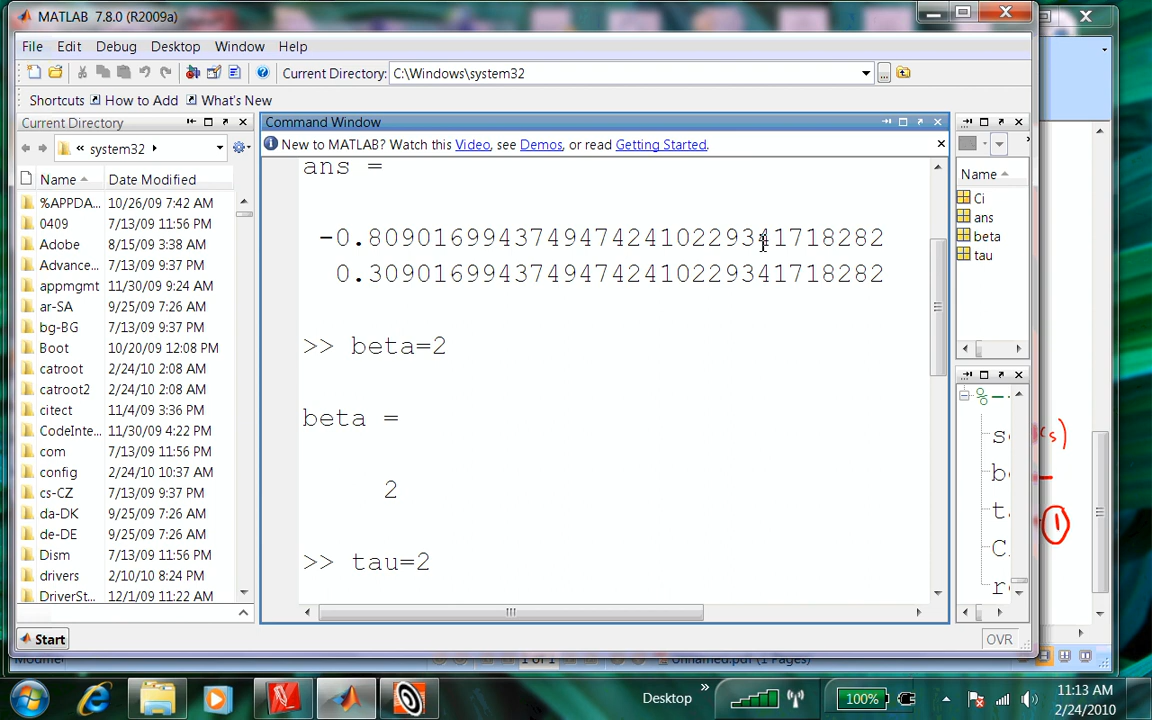 MATLAB 7.8.0 (R2009a)
File Edit Debug Desktop Window Help
Current Directory: C:\Windows\system32
Shortcuts How to Add What's New
Current Directory
« system32
Name Date Modified
%APPDA... 10/26/09 7:42 AM
0409 7/13/09 11:56 PM
Adobe 8/15/09 3:38 AM
Advance... 7/13/09 9:37 PM
appmgmt 11/30/09 9:24 AM
ar-SA 9/25/09 7:26 AM
bg-BG 7/13/09 9:37 PM
Boot 10/20/09 12:08 PM
catroot 2/24/10 2:08 AM
catroot2 2/24/10 2:08 AM
citect 11/4/09 3:36 PM
CodeInte... 11/30/09 4:22 PM
com 7/13/09 11:56 PM
config 2/24/10 10:37 AM
cs-CZ 7/13/09 9:37 PM
da-DK 9/25/09 7:26 AM
de-DE 9/25/09 7:26 AM
Dism 7/13/09 11:56 PM
drivers 2/10/10 8:24 PM
DriverSt... 12/1/09 11:22 AM
Command Window
New to MATLAB? Watch this Video, see Demos, or read Getting Started.
ans =
-0.80901699437494742410229341718282
0.30901699437494742410229341718282
>> beta=2
beta =
2
>> tau=2
Name
Ci
ans
beta
tau
%--
Start
OVR
1 of 1
Unnamed.pdf (1 Pages)
1
Desktop
100%
11:13 AM
2/24/2010